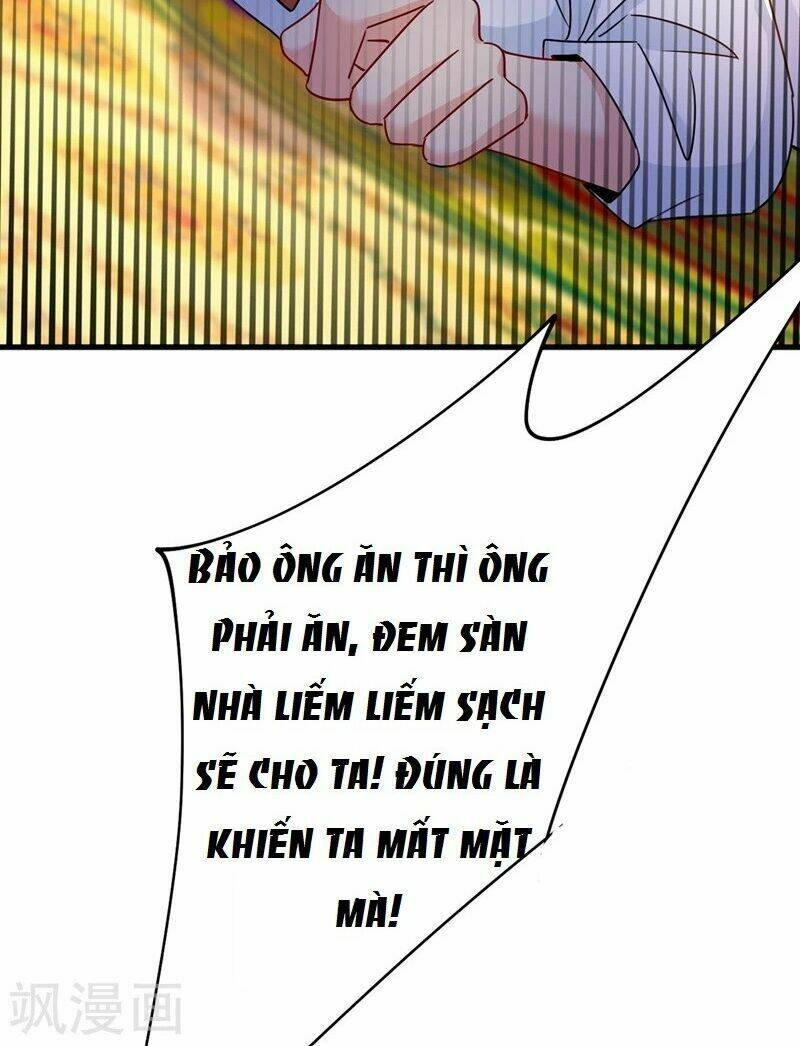 BẢO ÔNG ĂN THÌ ÔNG
PHẢI ĂN, ĐEM SÀN
NHÀ LIẾM LIẾM SẠCH
SẼ CHO TA! ĐÚNG LÀ
KHIẾN TA MẤT MẶT
MÀ!
飒漫画